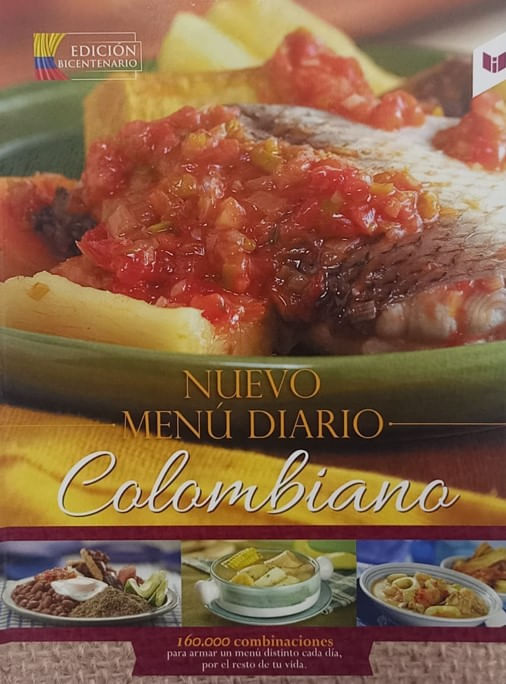 EDICIÓN
BICENTENARIO
NUEVO
MENÚ DIARIO
Colombiano
160.000 combinaciones
para armar un menú distinto cada día,
por el resto de tu vida.